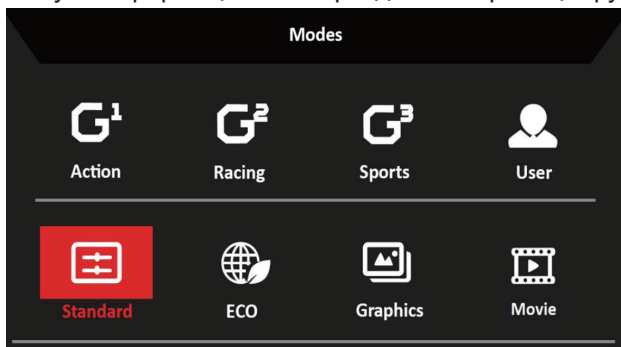 Modes
G¹ G² G³
Action Racing Sports User
Standard ECO Graphics Movie